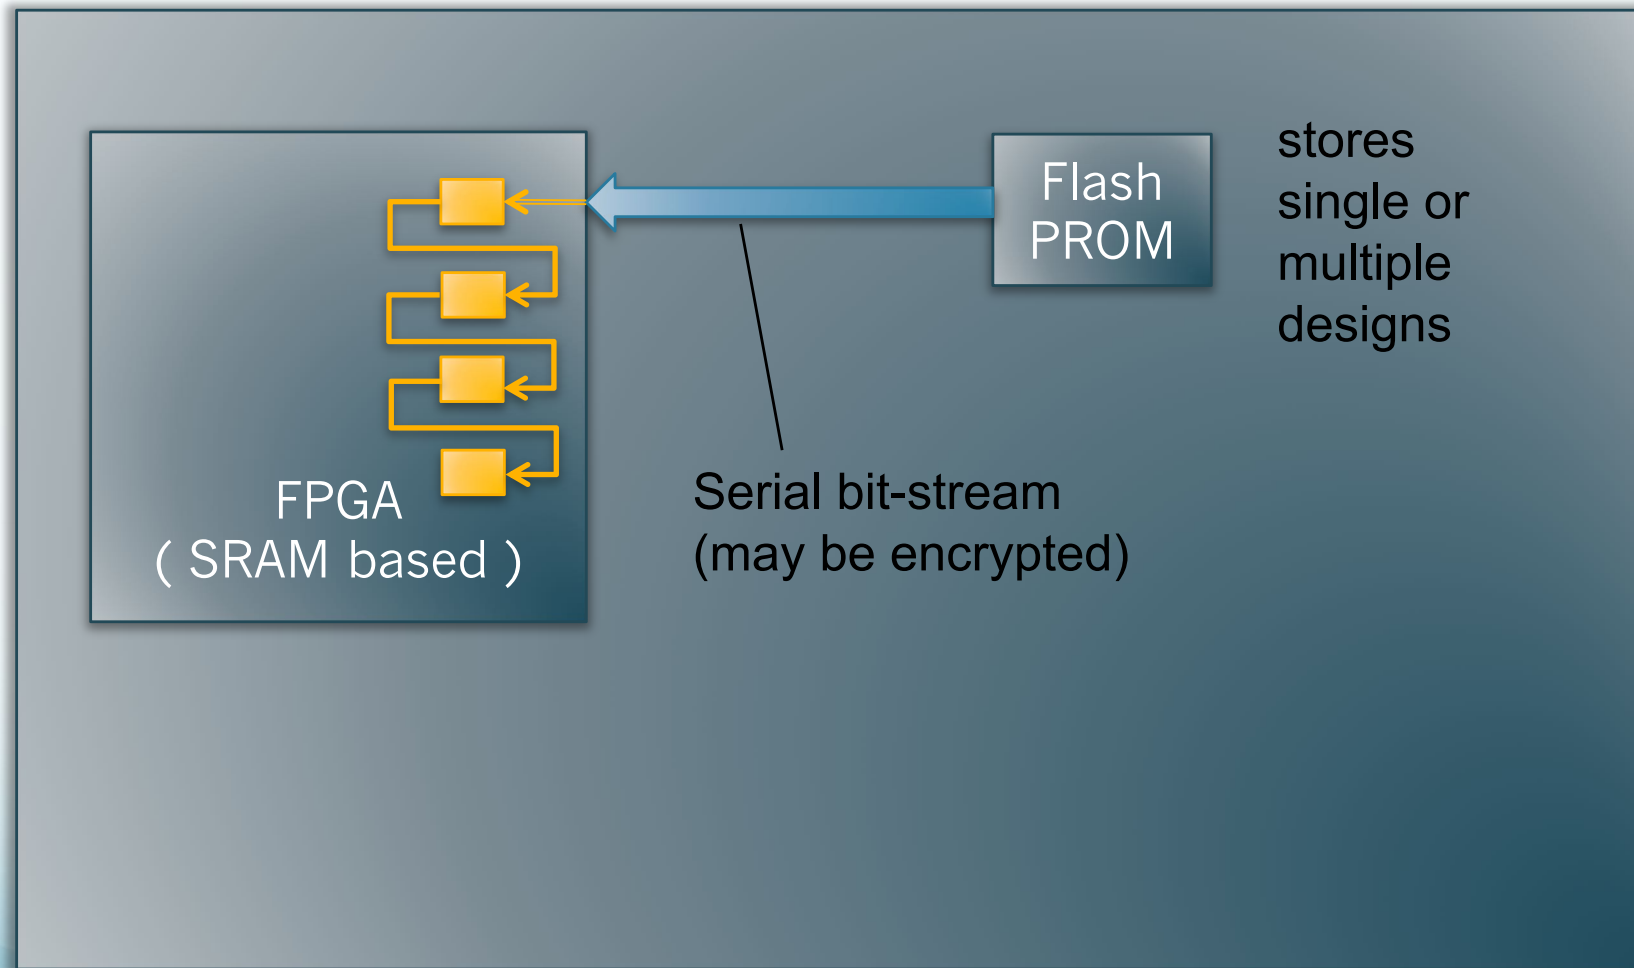 Flash
PROM
stores
single or
multiple
designs
FPGA
( SRAM based )
Serial bit-stream
(may be encrypted)